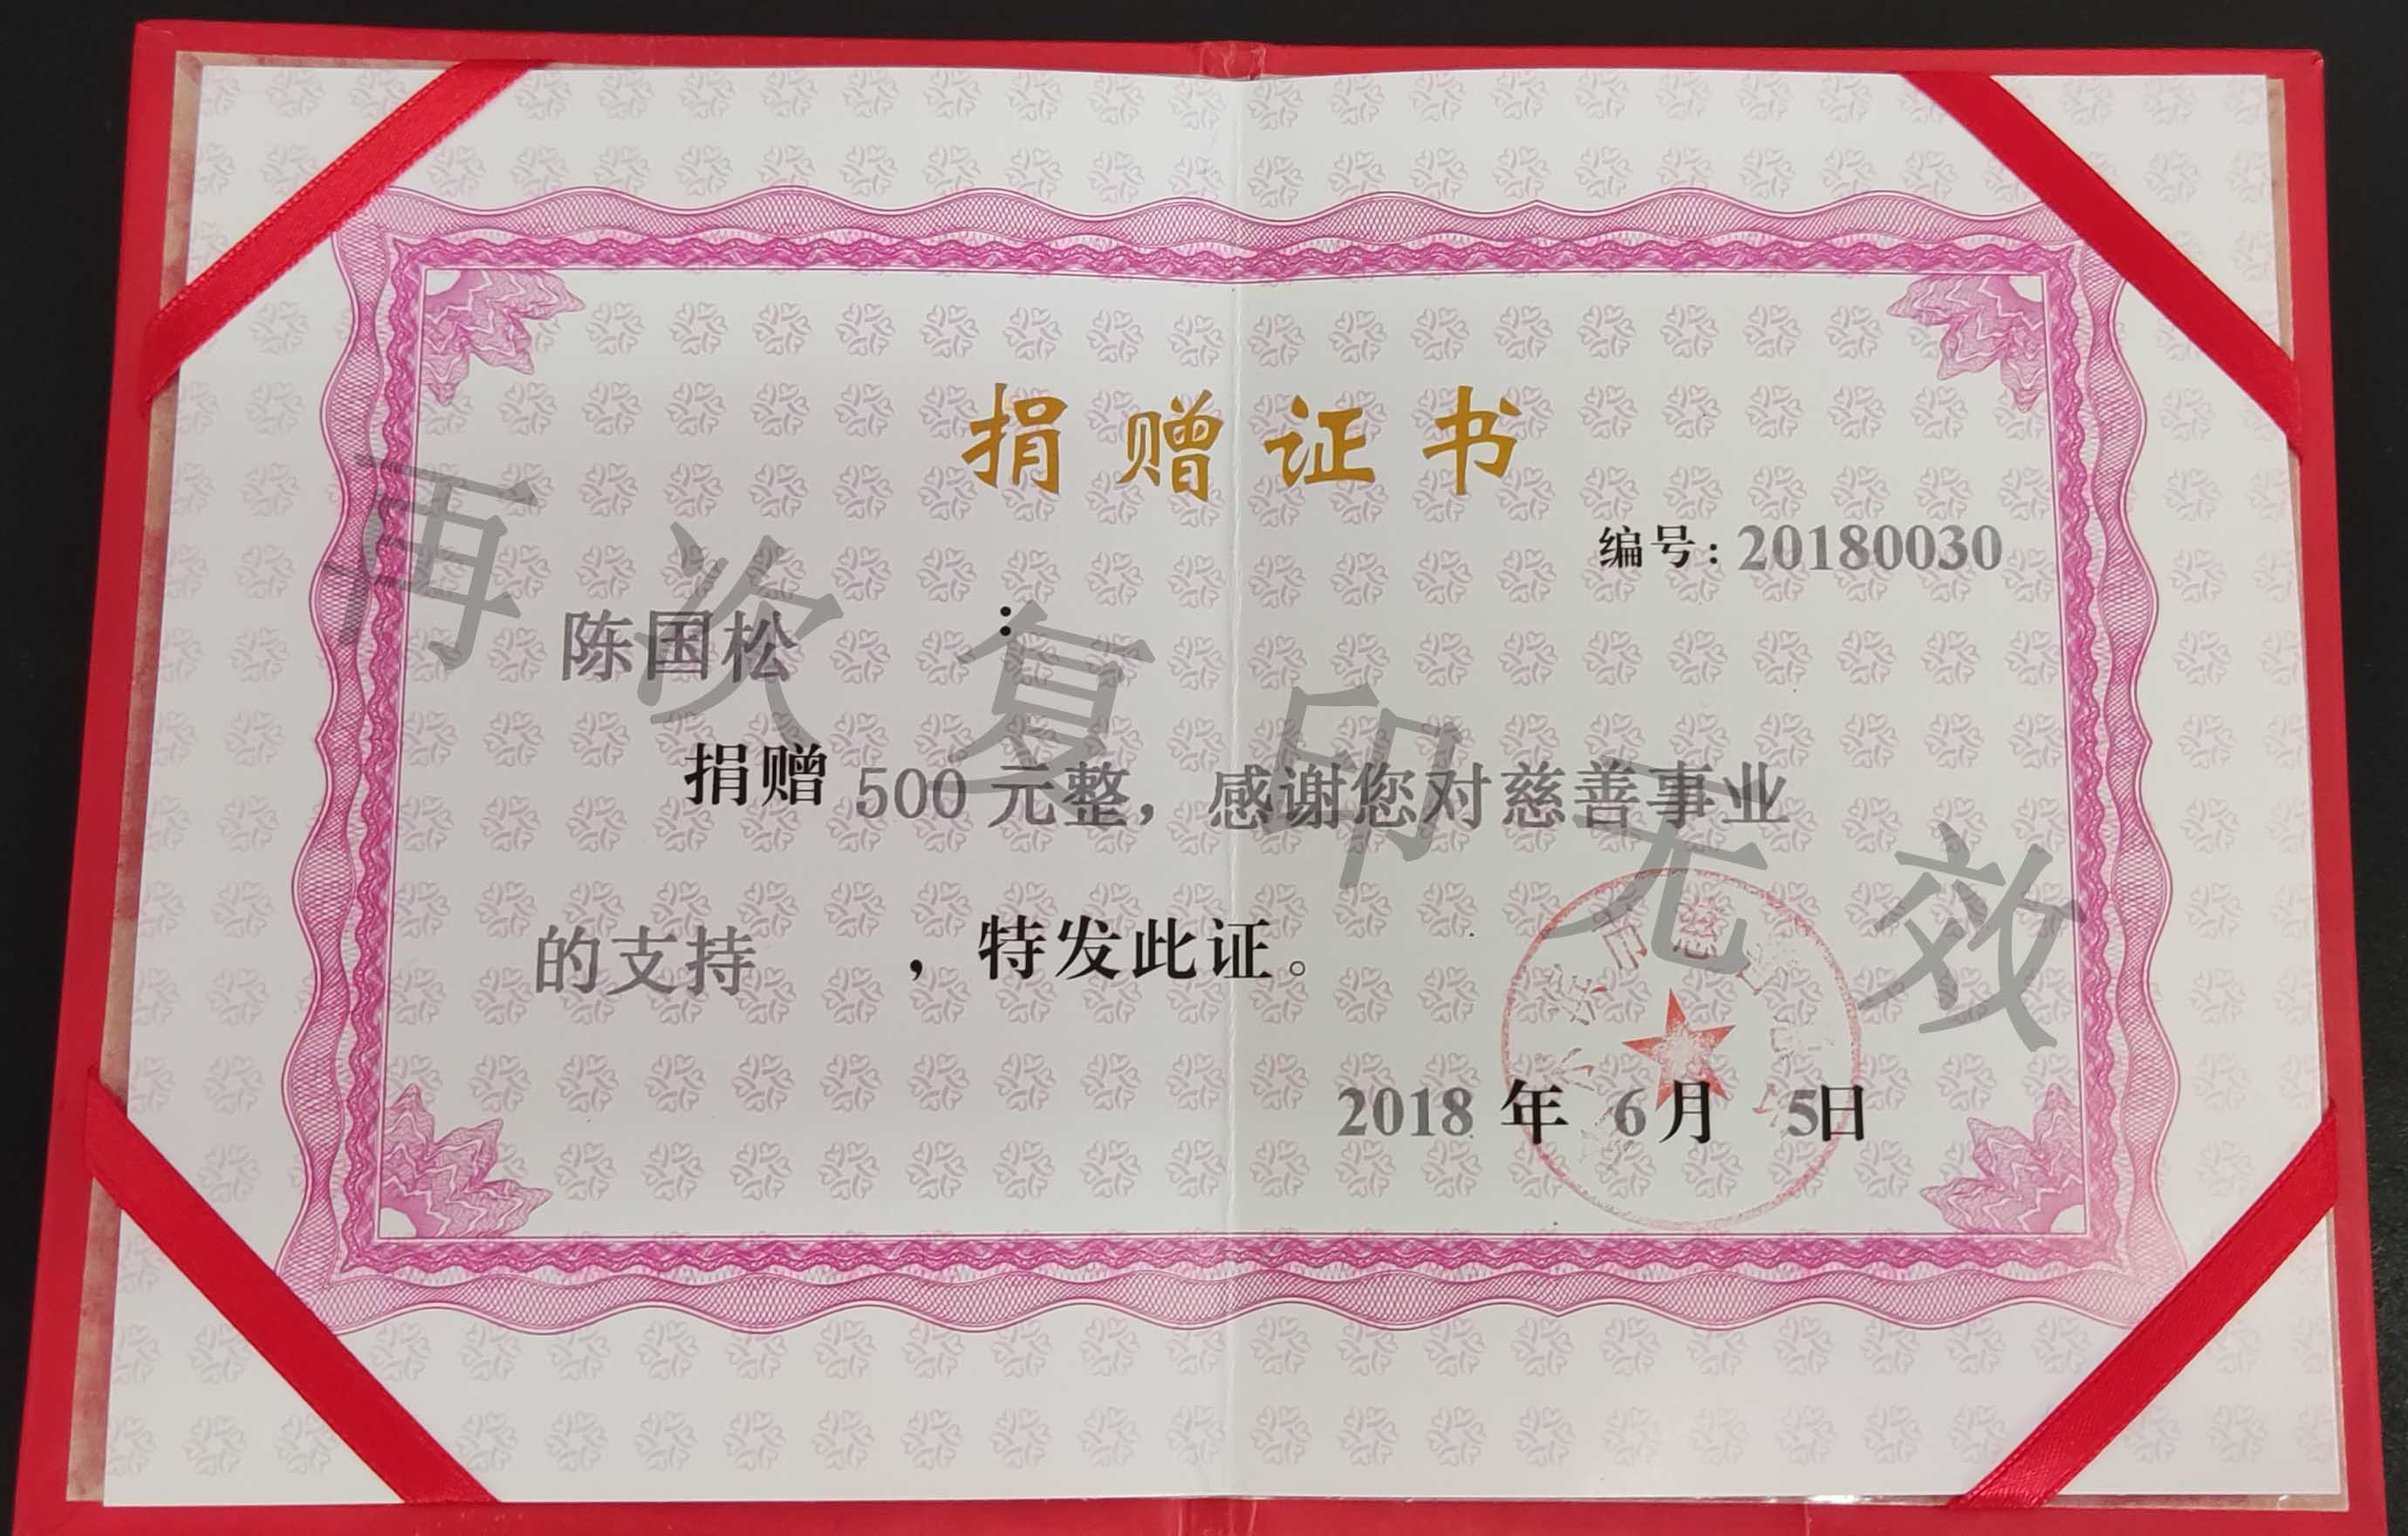 捐赠证书
编号：20180030
陈国松：
捐赠 500 元整，感谢您对慈善事业
的支持，特发此证。
2018 年 6月 5日
再次复印无效
市慈